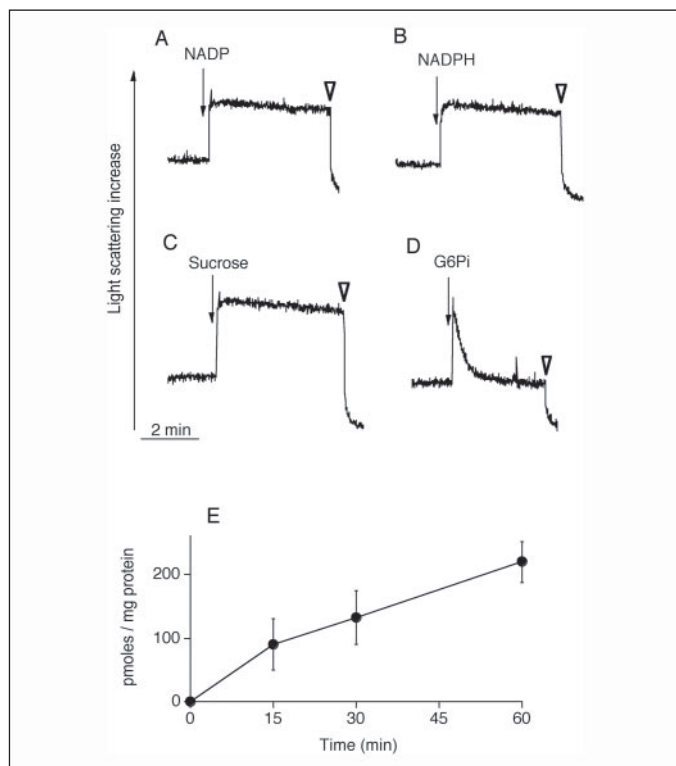 A
NADP
B
NADPH
Light scattering increase
C
Sucrose
D
G6Pi
2 min
E
pmoles / mg protein
200
100
0
0 15 30 45 60
Time (min)